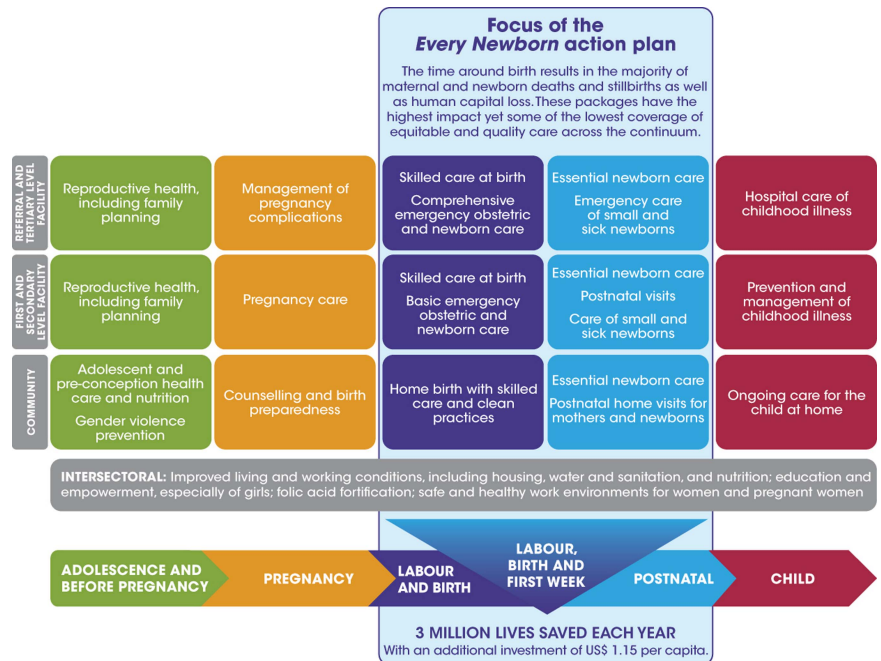 Focus of the
Every Newborn action plan
The time around birth results in the majority of
maternal and newborn deaths and stillbirths as well
as human capital loss. These packages have the
highest impact yet some of the lowest coverage of
equitable and quality care across the continuum.
REFERRAL AND
TERTIARY LEVEL
FACILITY
Reproductive health,
including family
planning
Management of
pregnancy
complications
Skilled care at birth
Comprehensive
emergency obstetric
and newborn care
Essential newborn care
Emergency care
of small and
sick newborns
Hospital care of
childhood illness
FIRST AND
SECONDARY
LEVEL FACILITY
Reproductive health,
including family
planning
Pregnancy care
Skilled care at birth
Basic emergency
obstetric and
newborn care
Essential newborn care
Postnatal visits
Care of small and
sick newborns
Prevention and
management of
childhood illness
COMMUNITY
Adolescent and
pre-conception health
care and nutrition
Gender violence
prevention
Counselling and birth
preparedness
Home birth with skilled
care and clean
practices
Essential newborn care
Postnatal home visits for
mothers and newborns
Ongoing care for the
child at home
INTERSECTORAL: Improved living and working conditions, including housing, water and sanitation, and nutrition; education and
empowerment, especially of girls; folic acid fortification; safe and healthy work environments for women and pregnant women
ADOLESCENCE AND
BEFORE PREGNANCY
PREGNANCY
LABOUR
AND BIRTH
LABOUR,
BIRTH AND
FIRST WEEK
POSTNATAL
CHILD
3 MILLION LIVES SAVED EACH YEAR
With an additional investment of US$ 1.15 per capita.